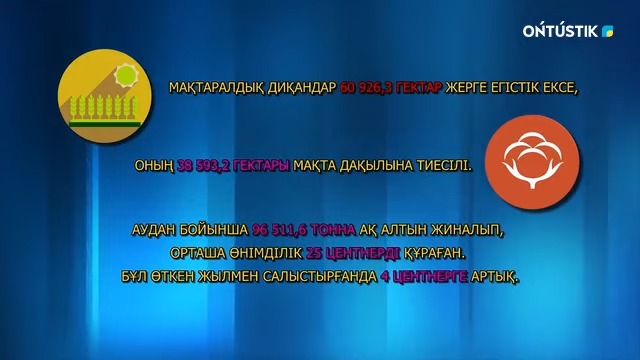 OŃTÚSTIK
МАҚТАРАЛДЫҚ ДИҚАНДАР 60 926,3 ГЕКТАР ЖЕРГЕ ЕГІСТІК ЕКСЕ,
ОНЫҢ 38 593,2 ГЕКТАРЫ МАҚТА ДАҚЫЛЫНА ТИЕСІЛІ.
АУДАН БОЙЫНША 96 511,6 ТОННА АҚ АЛТЫН ЖИНАЛЫП,
ОРТАША ӨНІМДІЛІК 25 ЦЕНТНЕРДІ ҚҰРАҒАН.
БҰЛ ӨТКЕН ЖЫЛМЕН САЛЫСТЫРҒАНДА 4 ЦЕНТНЕРГЕ АРТЫҚ.